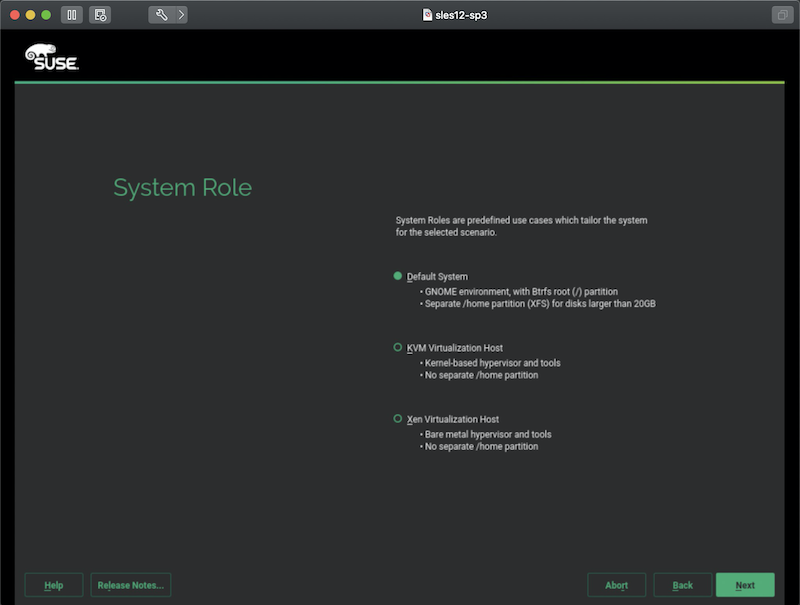 sles12-sp3
SUSE.
System Role
System Roles are predefined use cases which tailor the system
for the selected scenario.
Default System
• GNOME environment, with Btrfs root (/) partition
• Separate /home partition (XFS) for disks larger than 20GB
KVM Virtualization Host
• Kernel-based hypervisor and tools
• No separate /home partition
Xen Virtualization Host
• Bare metal hypervisor and tools
• No separate /home partition
Help Release Notes... Abort Back Next